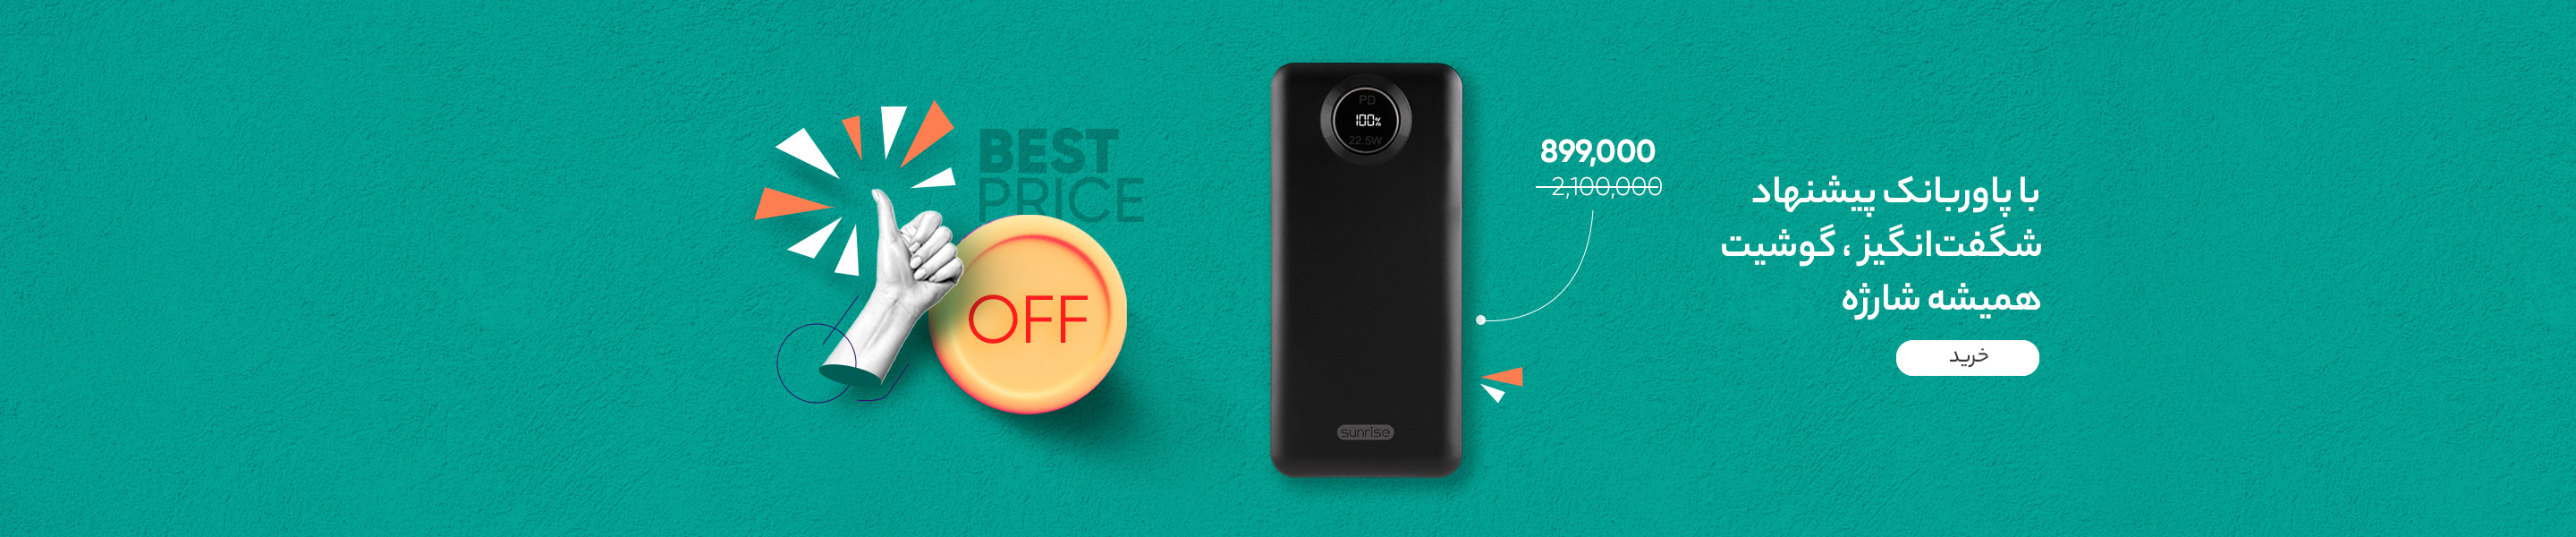 با پاوربانک پیشنهاد
شگفت‌انگیز ، گوشیت
همیشه شارژه
خرید
899,000
2,100,000
PD
100%
22.5W
sunrise
BEST
PRICE
OFF